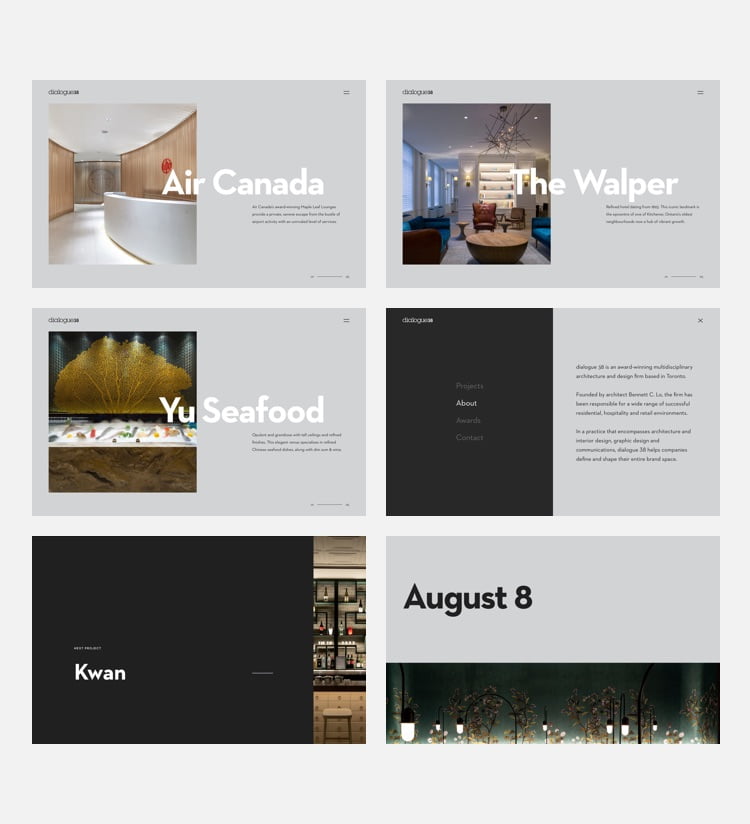 dialogue38
Air Canada
Air Canada's award-winning Maple Leaf Lounges
provide a private, serene escape from the bustle of
airport activity with an unrivaled level of services.
dialogue38
The Walper
Refined hotel dating from 1893. This iconic landmark is
the epicentre of one of Kitchener, Ontario's oldest
neighbourhoods now a hub of vibrant growth.
dialogue38
Yu Seafood
Opulent and grandiose with tall ceilings and refined
finishes. This elegant venue specializes in refined
Chinese seafood dishes, along with dim sum & wine.
dialogue38
Projects
About
Awards
Contact
dialogue 38 is an award-winning multidisciplinary
architecture and design firm based in Toronto.
Founded by architect Bennett C. Lo, the firm has
been responsible for a wide range of successful
residential, hospitality and retail environments.
In a practice that encompasses architecture and
interior design, graphic design and
communications, dialogue 38 helps companies
define and shape their entire brand space.
NEXT PROJECT
Kwan
August 8